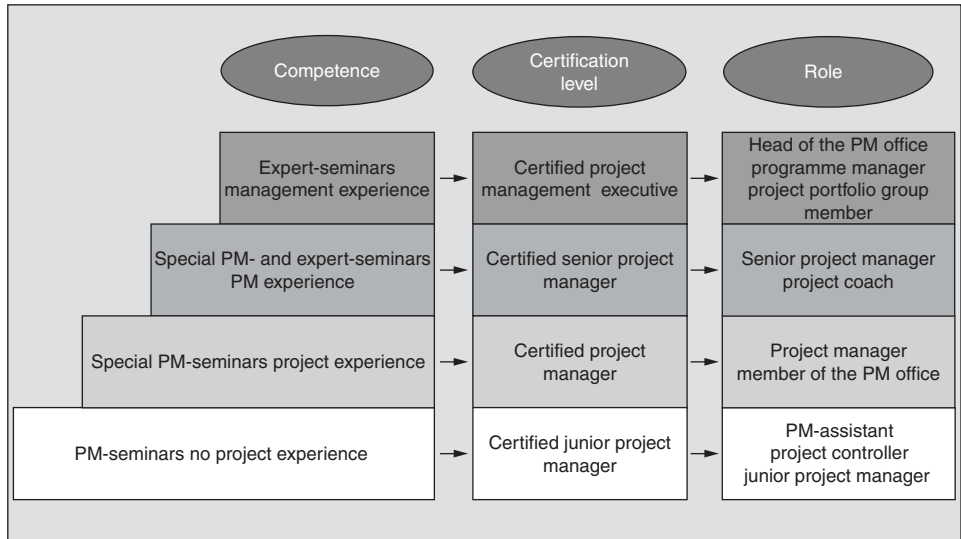 Competence
Certification
level
Role
Expert-seminars
management experience
Certified project
management executive
Head of the PM office
programme manager
project portfolio group
member
Special PM- and expert-seminars
PM experience
Certified senior project
manager
Senior project manager
project coach
Special PM-seminars project experience
Certified project
manager
Project manager
member of the PM office
PM-seminars no project experience
Certified junior project
manager
PM-assistant
project controller
junior project manager